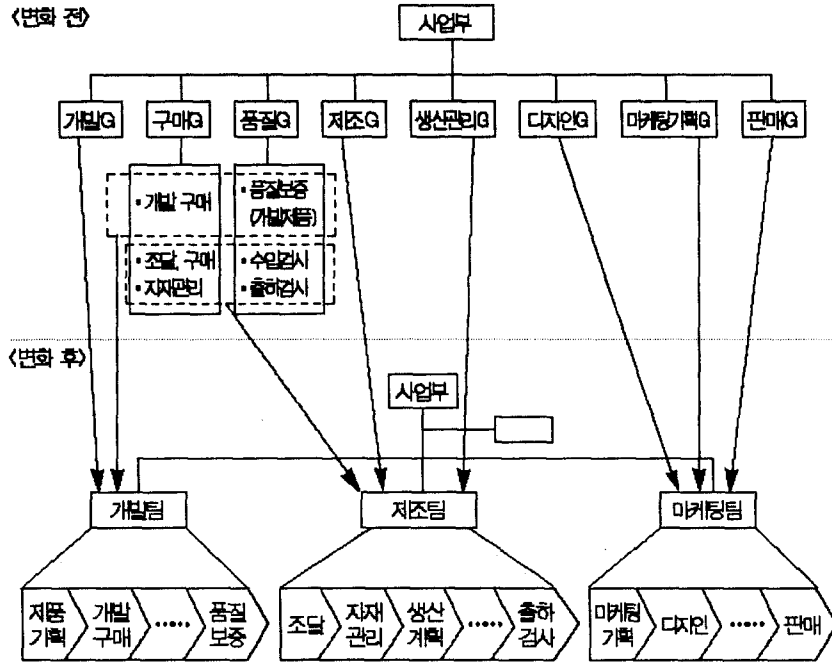 〈변화 전〉
사업부
개발G 구매G 품질G 제조G 생산관리G 디자인G 마케팅기획G 판매G
• 개발 구매
• 품질보증
(개발제품)
• 조달, 구매
• 자재관리
• 수입검사
• 출하검사
〈변화 후〉
사업부
개발팀 제조팀 마케팅팀
제품
기획
개발
구매
•••••
품질
보증
조달
자재
관리
생산
계획
•••••
출하
검사
마케팅
기획
디자인
•••••
판매